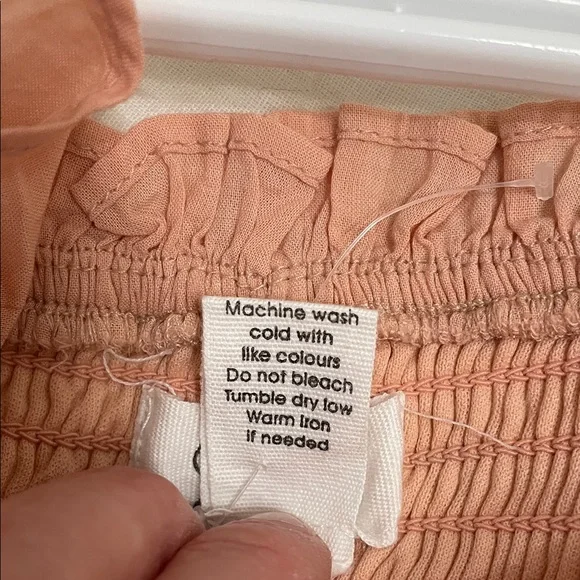 Machine wash
cold with
like colours
Do not bleach
Tumble dry low
Warm Iron
if needed